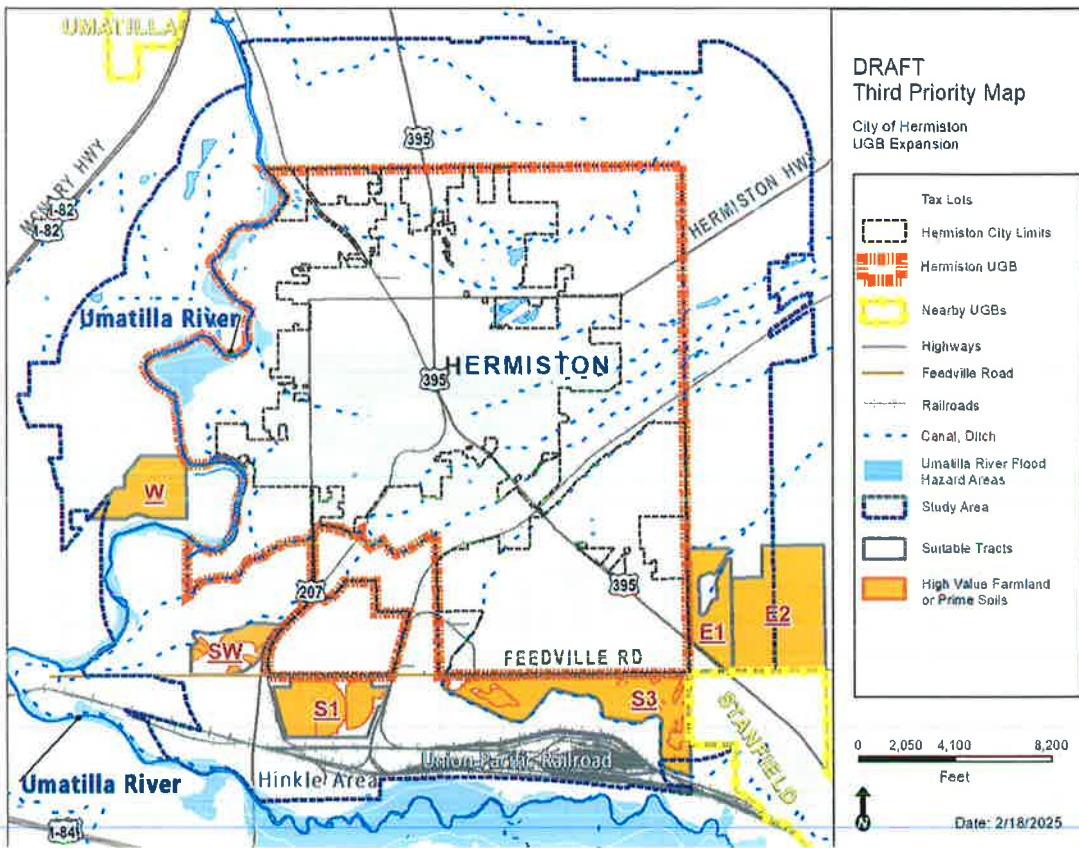 UMATILLA
395
MCNARY HWY
I-82
I-82
HERMISTON HWY
Umatilla River
HERMISTON
395
W
207
395
E1
E2
SW
FEEDVILLE RD
S1
S3
STANFIELD
Union Pacific Railroad
Hinkle Area
Umatilla River
I-84
DRAFT
Third Priority Map
City of Hermiston
UGB Expansion
Tax Lots
Hermiston City Limits
Hermiston UGB
Nearby UGBs
Highways
Feedville Road
Railroads
Canal, Ditch
Umatilla River Flood
Hazard Areas
Study Area
Suitable Tracts
High Value Farmland
or Prime Soils
0 2,050 4,100 8,200
Feet
N
Date: 2/18/2025